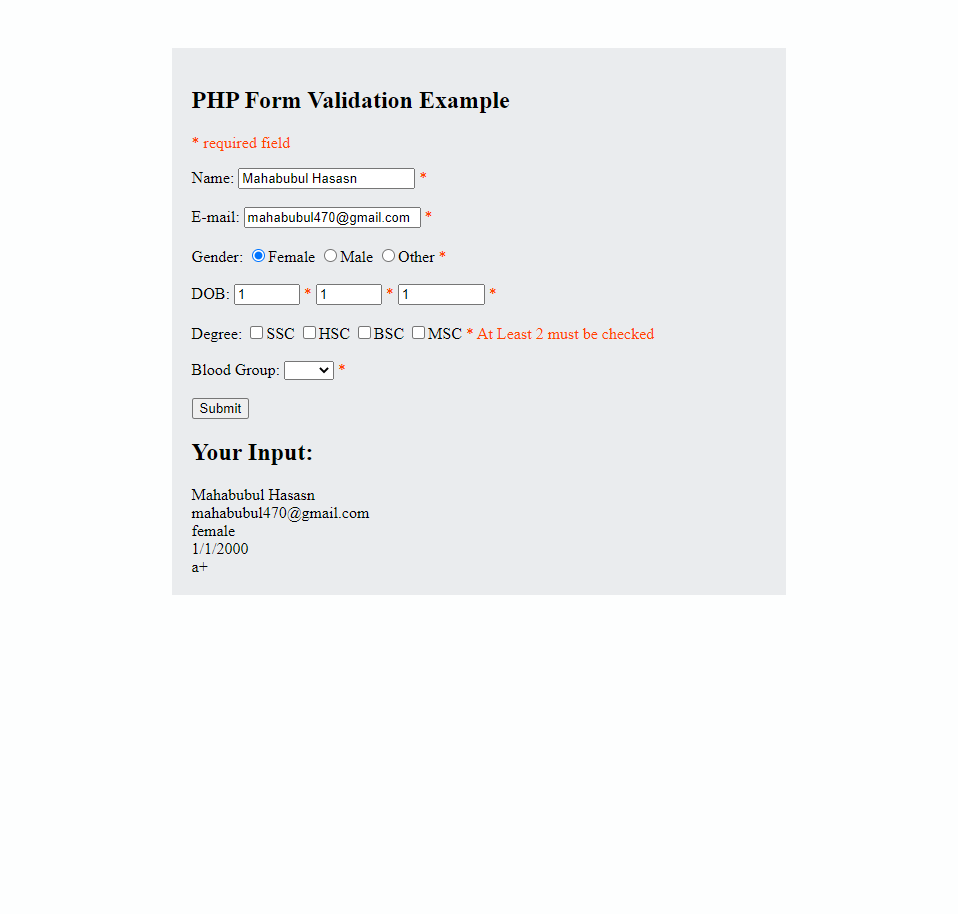 PHP Form Validation Example
* required field
Name: Mahabubul Hasasn *
E-mail: mahabubul470@gmail.com *
Gender: Female Male Other *
DOB: 1 * 1 * 1 *
Degree: SSC HSC BSC MSC * At Least 2 must be checked
Blood Group: *
Submit
Your Input:
Mahabubul Hasasn
mahabubul470@gmail.com
female
1/1/2000
a+